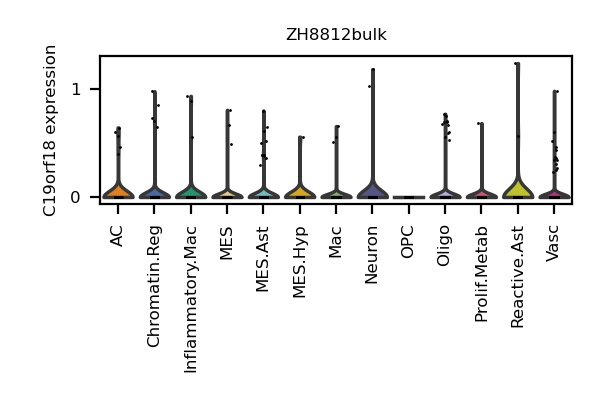 ZH8812bulk
C19orf18 expression
1
0
AC
Chromatin.Reg
Inflammatory.Mac
MES
MES.Ast
MES.Hyp
Mac
Neuron
OPC
Oligo
Prolif.Metab
Reactive.Ast
Vasc